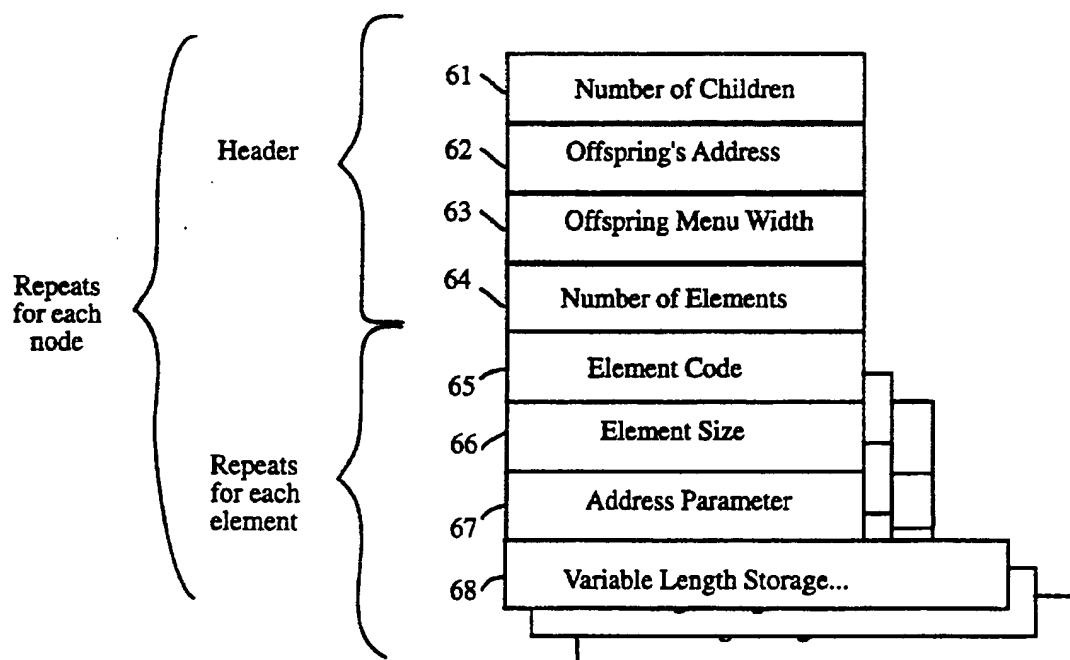 61
Number of Children
Header
62
Offspring's Address
63
Offspring Menu Width
64
Number of Elements
Repeats
for each
node
65
Element Code
66
Element Size
Repeats
for each
element
67
Address Parameter
68
Variable Length Storage...